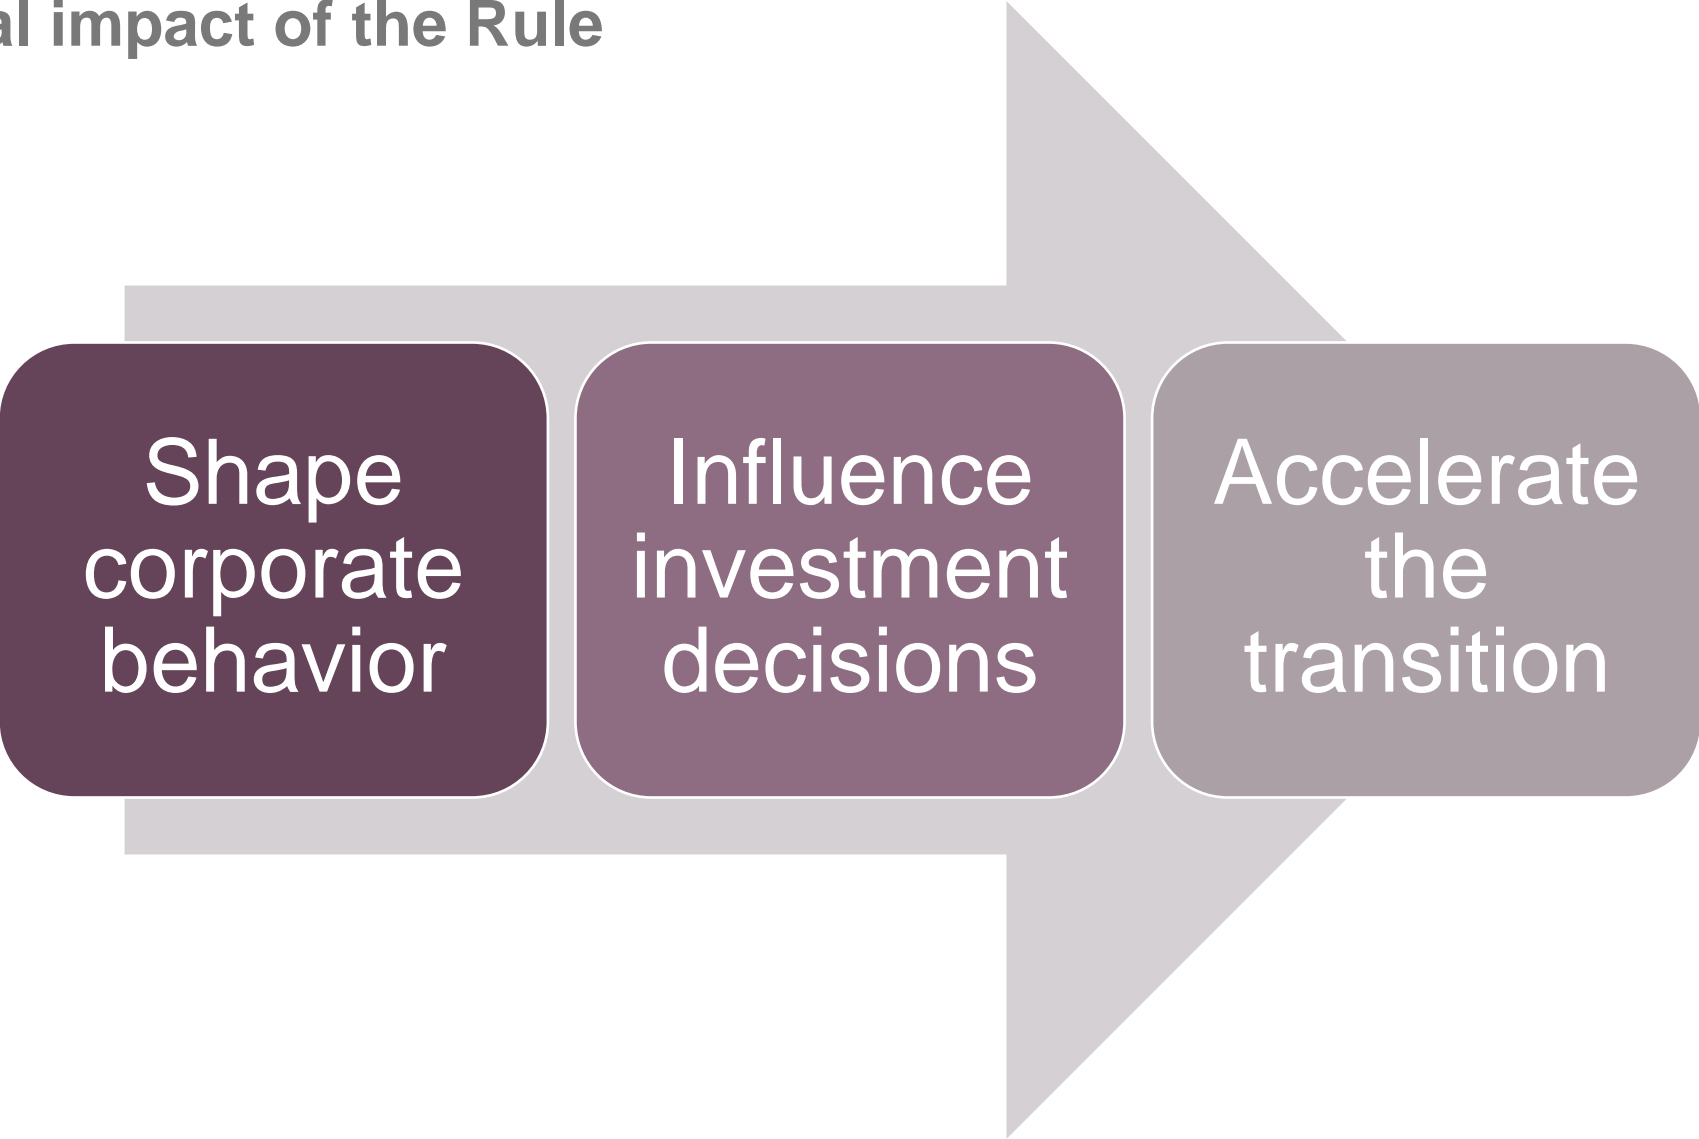 al impact of the Rule
Shape
corporate
behavior
Influence
investment
decisions
Accelerate
the
transition